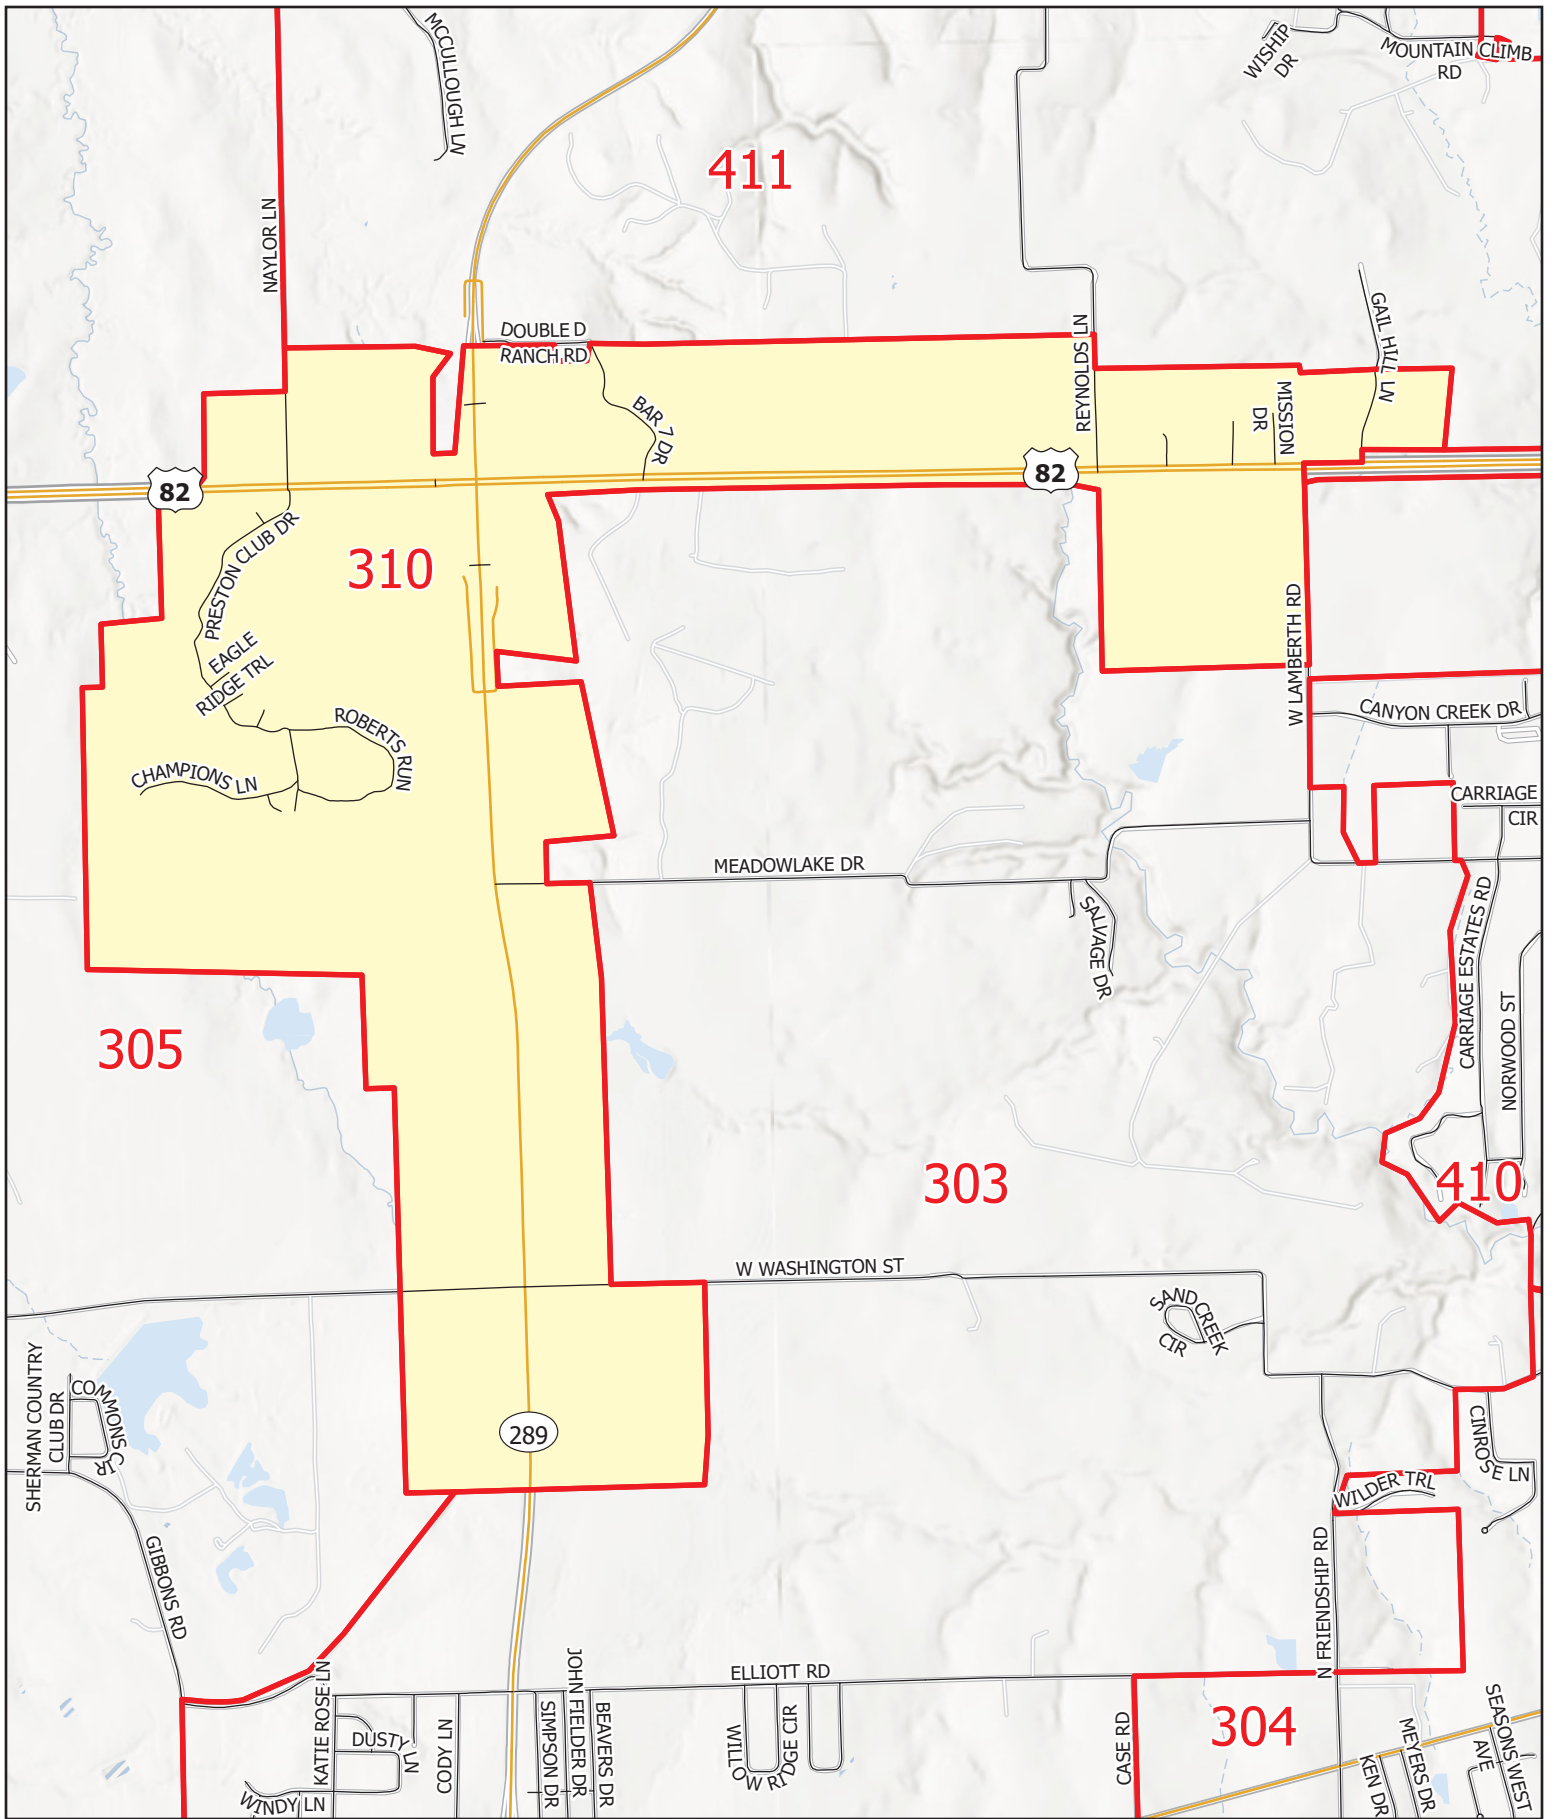 MCCULLOUGH LN
WISHIP
DR
MOUNTAIN CLIMB
RD
411
NAYLOR LN
DOUBLE D
RANCH RD
REYNOLDS LN
GAIL HILL LN
BAR 7 DR
MISSION
DR
82
82
PRESTON CLUB DR
310
EAGLE
RIDGE TRL
W LAMBERTH RD
ROBERTS RUN
CHAMPIONS LN
CANYON CREEK DR
CARRIAGE
CIR
MEADOWLAKE DR
SALVAGE DR
CARRIAGE ESTATES RD
NORWOOD ST
305
303
410
W WASHINGTON ST
SANDCREEK
CIR
SHERMAN COUNTRY
CLUB DR
COMMONS CIR
289
CINROSE LN
WILDER TRL
GIBBONS RD
N FRIENDSHIP RD
KATIE ROSE LN
ELLIOTT RD
JOHN FIELDER DR
SIMPSON DR
BEAVERS DR
DUSTY LN
CODY LN
WILLOW RIDGE CIR
CASE RD
304
SEASONS WEST
AVE
MEYERS DR
KEN DR
WINDY LN